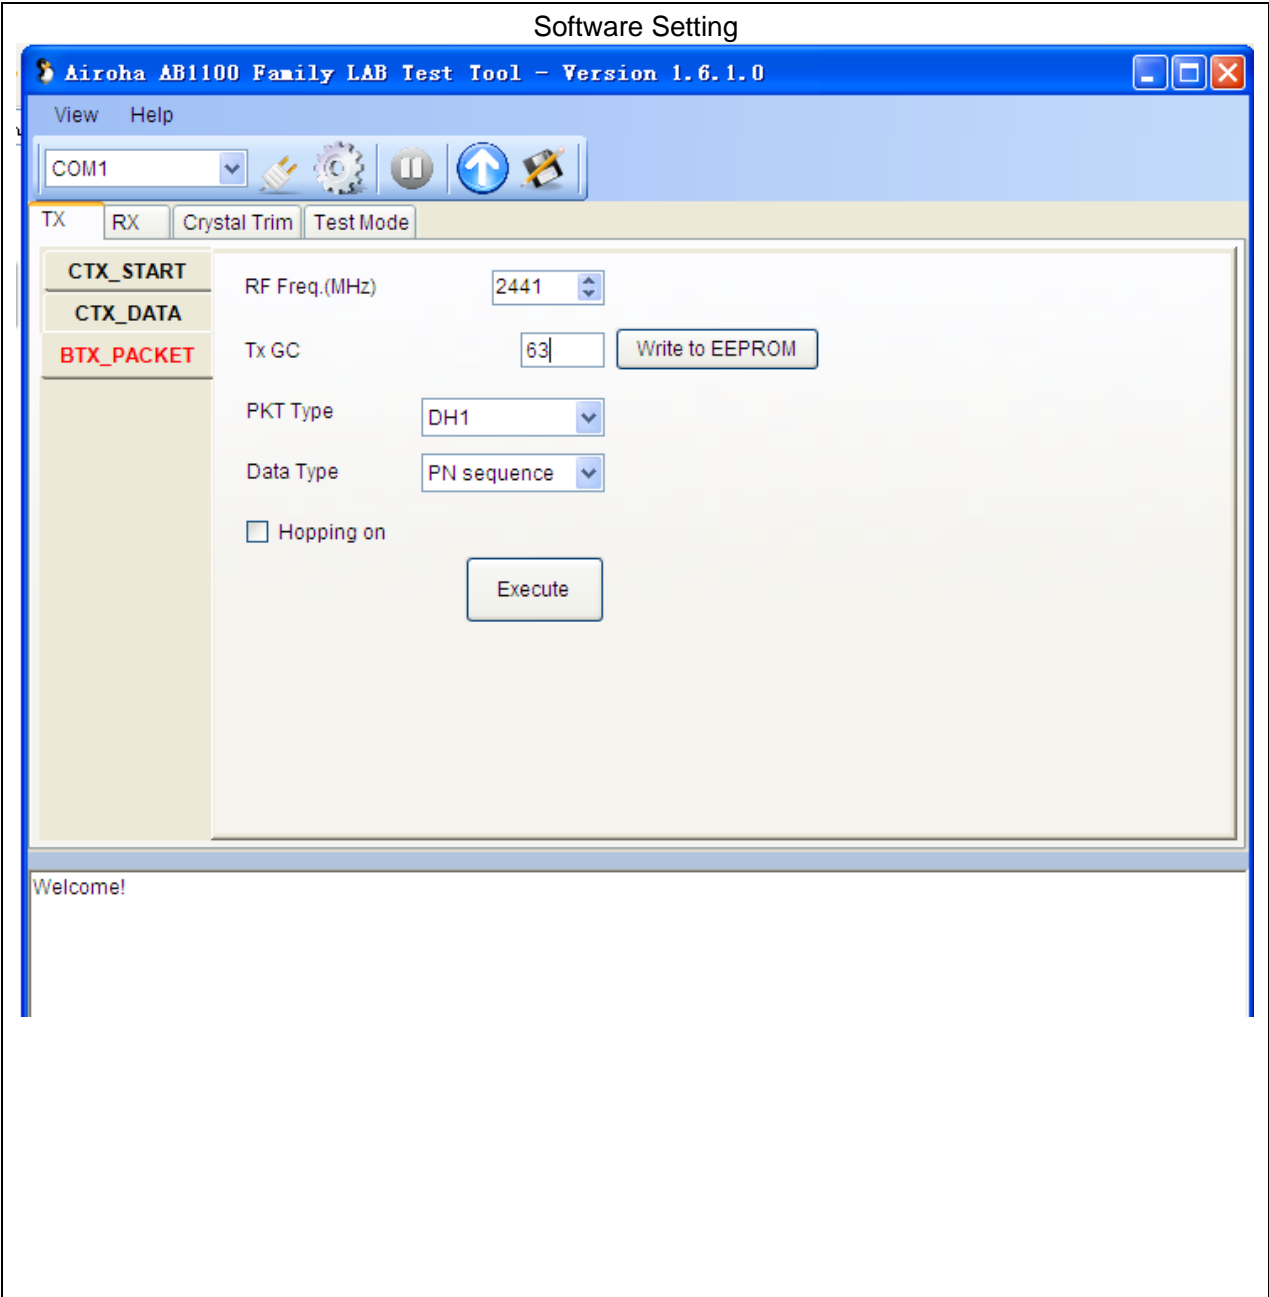 Software Setting
Airoha AB1100 Family LAB Test Tool - Version 1.6.1.0
View Help
COM1
TX RX Crystal Trim Test Mode
CTX_START
CTX_DATA
BTX_PACKET
RF Freq.(MHz) 2441
Tx GC 63 Write to EEPROM
PKT Type DH1
Data Type PN sequence
Hopping on
Execute
Welcome!